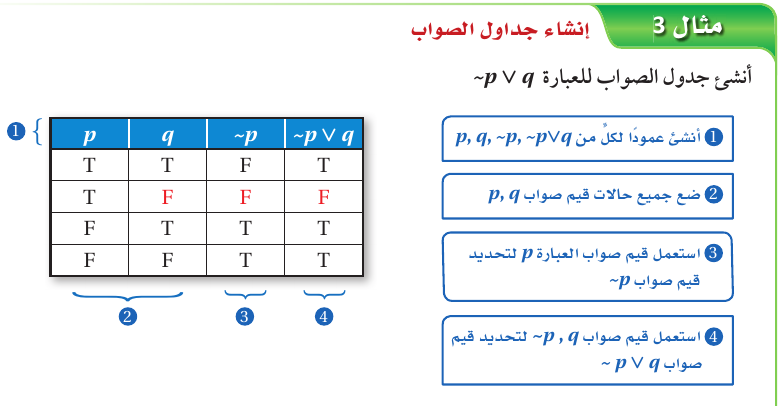 مثال 3 إنشاء جداول الصواب
أنشئ جدول الصواب للعبارة ~p ∨ q
1 أنشئ عمودًا لكلٍّ من p, q, ~p, ~p∨q
2 ضع جميع حالات قيم صواب p, q
3 استعمل قيم صواب العبارة p لتحديد
قيم صواب ~p
4 استعمل قيم صواب ~p , q لتحديد قيم
صواب ~ p ∨ q
1 {
p q ~p ~p ∨ q
T T F T
T F F F
F T T T
F F T T
2 3 4